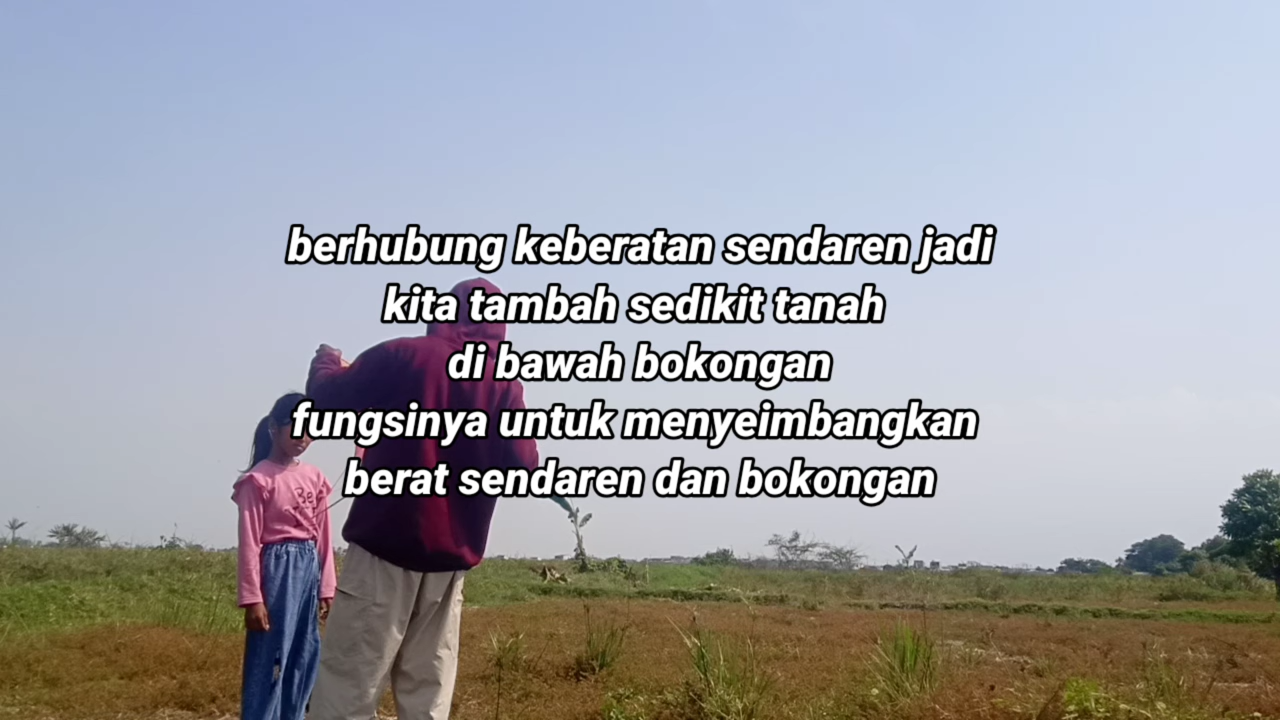 berhubung keberatan sendaren jadi
kita tambah sedikit tanah
di bawah bokongan
fungsinya untuk menyeimbangkan
berat sendaren dan bokongan